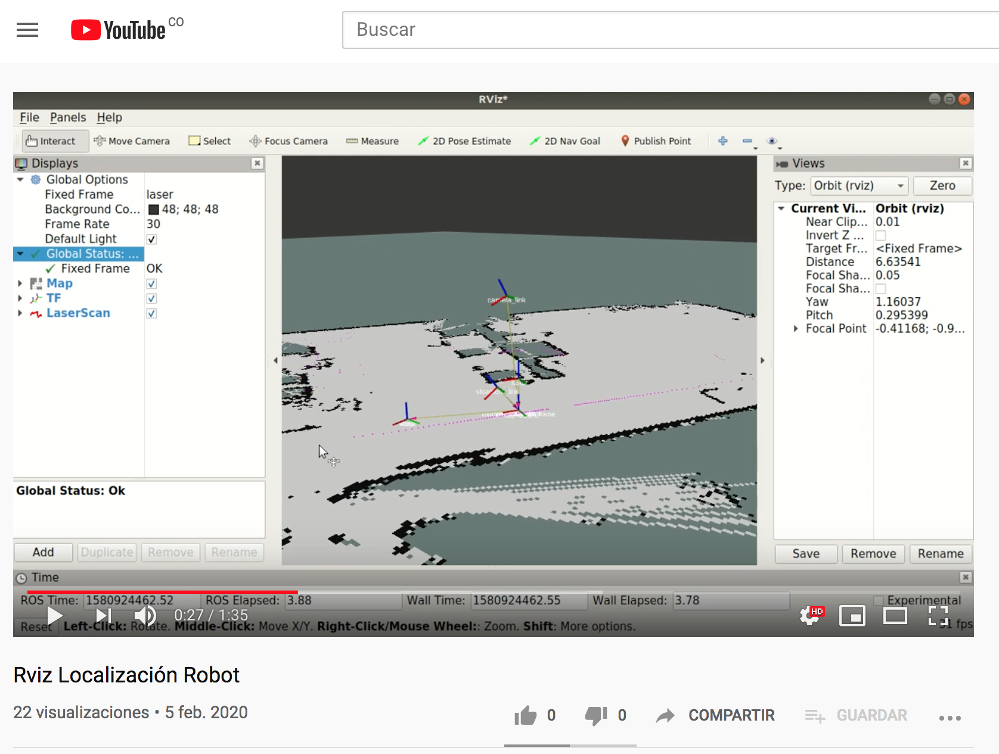 YouTube CO
Buscar
RViz*
File Panels Help
Interact Move Camera Select Focus Camera Measure 2D Pose Estimate 2D Nav Goal Publish Point
Displays
Global Options
Fixed Frame laser
Background Co... 48; 48; 48
Frame Rate 30
Default Light
Global Status: ...
Fixed Frame OK
Map
TF
LaserScan
Global Status: Ok
Add Duplicate Remove Rename
camera_link
map
Views
Type: Orbit (rviz) Zero
Current Vi... Orbit (rviz)
Near Clip... 0.01
Invert Z ...
Target Fr... <Fixed Frame>
Distance 6.63541
Focal Sha... 0.05
Focal Sha...
Yaw 1.16037
Pitch 0.295399
Focal Point -0.41168; -0.9...
Save Remove Rename
Time
ROS Time: 1580924462.52 ROS Elapsed: 3.88 Wall Time: 1580924462.55 Wall Elapsed: 3.78 Experimental
0:27 / 1:35 HD
Reset Left-Click: Rotate. Middle-Click: Move X/Y. Right-Click/Mouse Wheel:: Zoom. Shift: More options. 31 fps
Rviz Localización Robot
22 visualizaciones • 5 feb. 2020
0 0 COMPARTIR GUARDAR